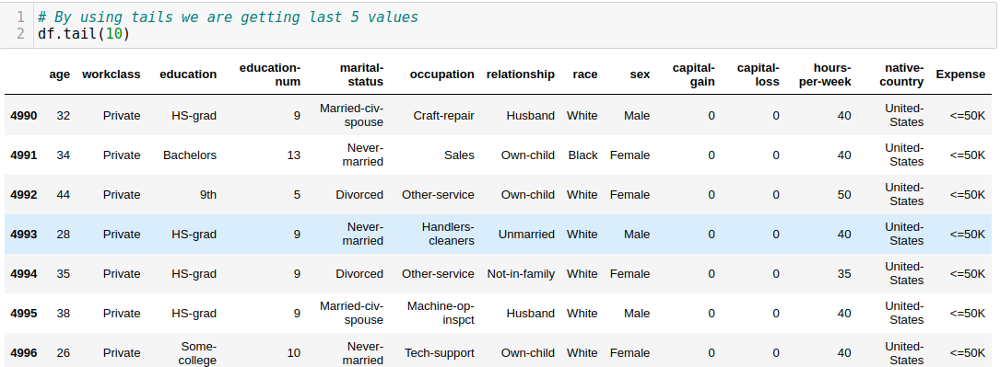 1 # By using tails we are getting last 5 values
2 df.tail(10)
age workclass education education-num marital-status occupation relationship race sex capital-gain capital-loss hours-per-week native-country Expense
4990 32 Private HS-grad 9 Married-civ-spouse Craft-repair Husband White Male 0 0 40 United-States <=50K
4991 34 Private Bachelors 13 Never-married Sales Own-child Black Female 0 0 40 United-States <=50K
4992 44 Private 9th 5 Divorced Other-service Own-child White Female 0 0 50 United-States <=50K
4993 28 Private HS-grad 9 Never-married Handlers-cleaners Unmarried White Male 0 0 40 United-States <=50K
4994 35 Private HS-grad 9 Divorced Other-service Not-in-family White Female 0 0 35 United-States <=50K
4995 38 Private HS-grad 9 Married-civ-spouse Machine-op-inspct Husband White Male 0 0 40 United-States <=50K
4996 26 Private Some-college 10 Never-married Tech-support Own-child White Female 0 0 40 United-States <=50K